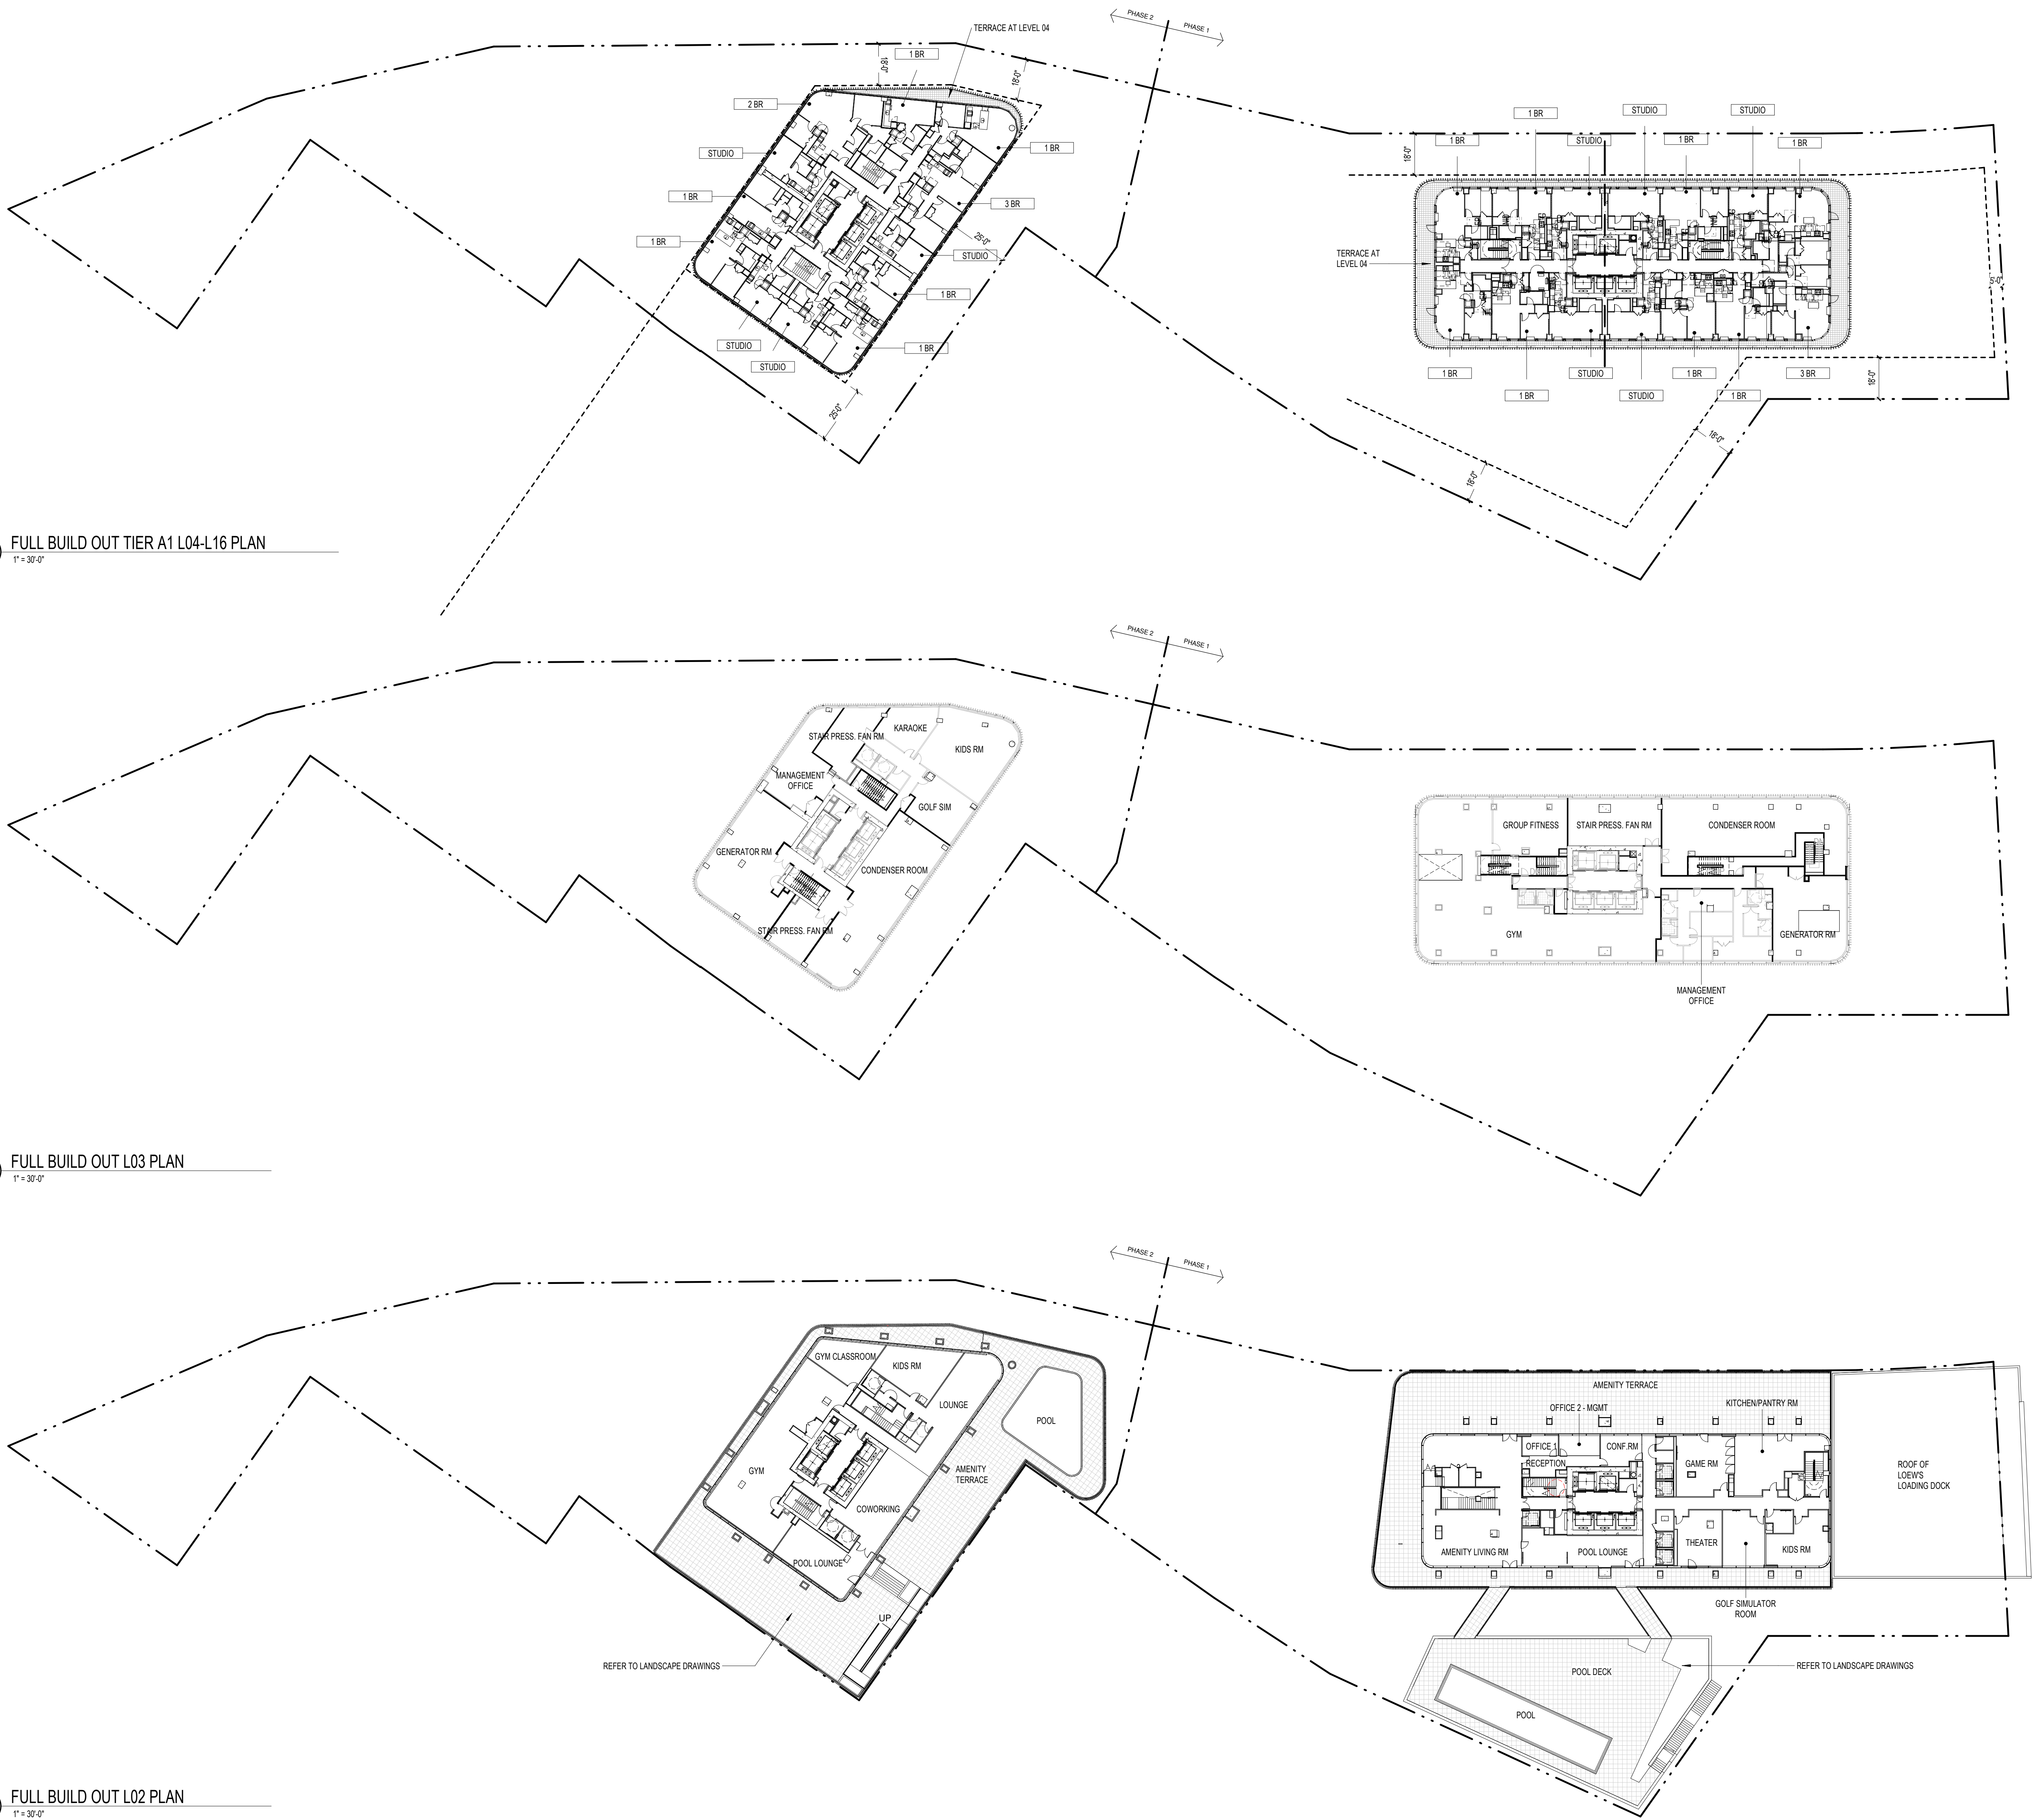 PHASE 2
PHASE 1
TERRACE AT LEVEL 04
1 BR
18'-0"
18'-0"
2 BR
STUDIO
1 BR
1 BR
1 BR
3 BR
25'-0"
STUDIO
1 BR
1 BR
STUDIO
STUDIO
25'-0"
STUDIO
STUDIO
1 BR
1 BR
STUDIO
1 BR
1 BR
18'-0"
TERRACE AT
LEVEL 04
1 BR
STUDIO
1 BR
3 BR
1 BR
STUDIO
1 BR
18'-0"
18'-0"
18'-0"
FULL BUILD OUT TIER A1 L04-L16 PLAN
1" = 30'-0"
PHASE 2
PHASE 1
KARAOKE
STAIR PRESS. FAN RM
KIDS RM
MANAGEMENT
OFFICE
GOLF SIM
GENERATOR RM
CONDENSER ROOM
STAIR PRESS. FAN RM
GROUP FITNESS
STAIR PRESS. FAN RM
CONDENSER ROOM
GYM
GENERATOR RM
MANAGEMENT
OFFICE
FULL BUILD OUT L03 PLAN
1" = 30'-0"
PHASE 2
PHASE 1
GYM CLASSROOM
KIDS RM
LOUNGE
POOL
GYM
AMENITY
TERRACE
COWORKING
POOL LOUNGE
UP
REFER TO LANDSCAPE DRAWINGS
AMENITY TERRACE
KITCHEN/PANTRY RM
OFFICE 2 - MGMT
OFFICE 1
CONF.RM
RECEPTION
GAME RM
ROOF OF
LOEW'S
LOADING DOCK
THEATER
AMENITY LIVING RM
POOL LOUNGE
KIDS RM
GOLF SIMULATOR
ROOM
POOL DECK
REFER TO LANDSCAPE DRAWINGS
POOL
FULL BUILD OUT L02 PLAN
1" = 30'-0"